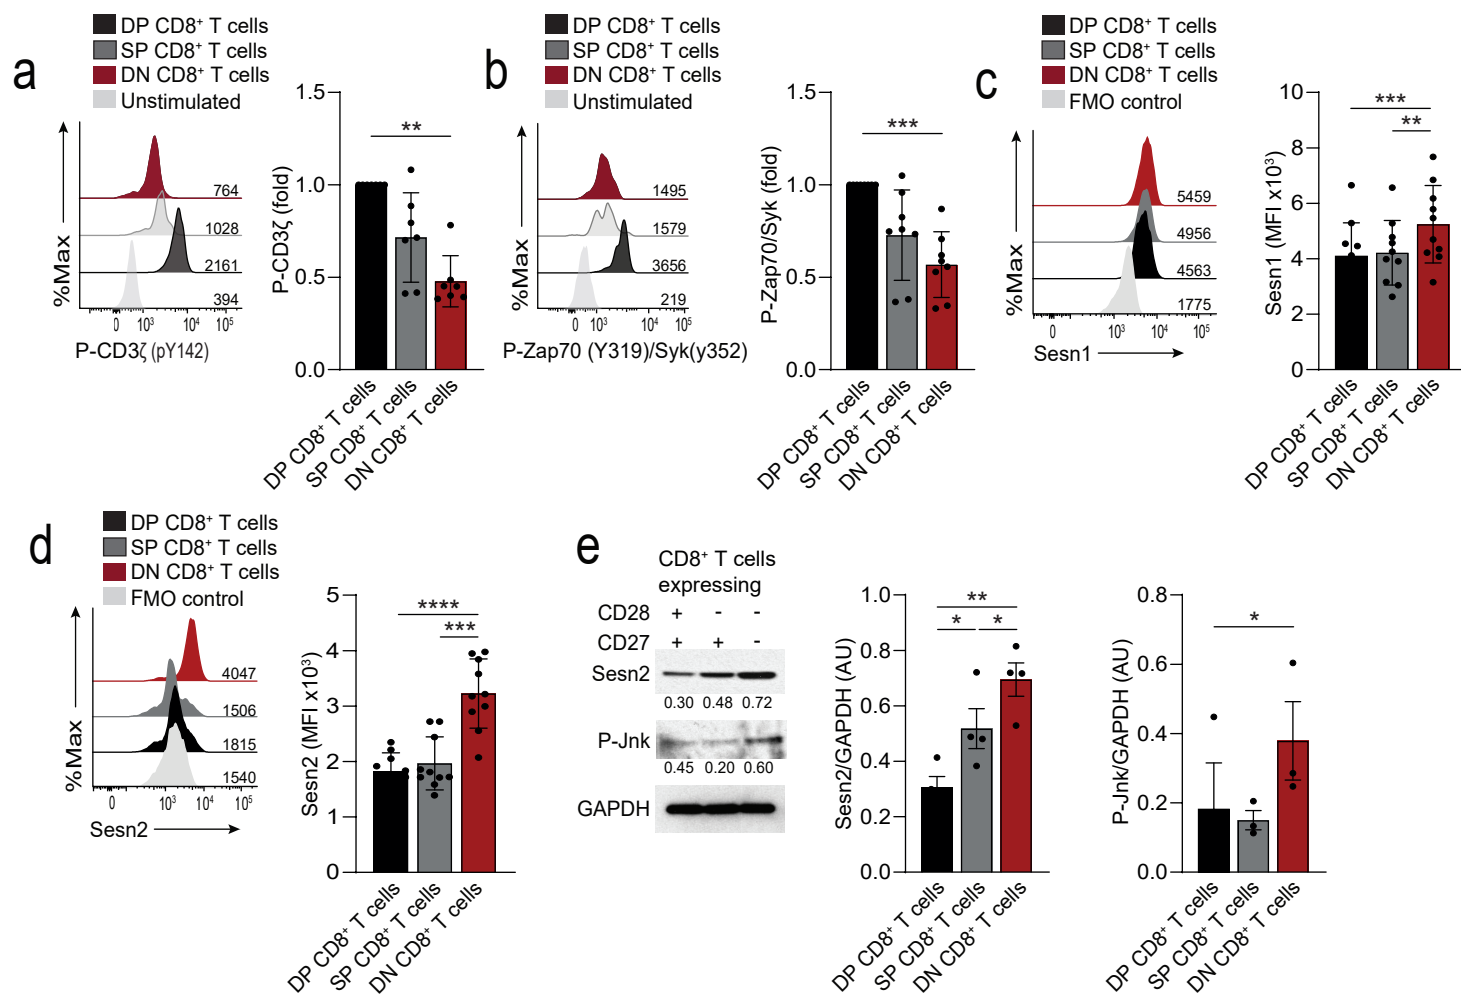 a
DP CD8⁺ T cells
SP CD8⁺ T cells
DN CD8⁺ T cells
Unstimulated
%Max
764
1028
2161
394
0 10³ 10⁴ 10⁵
P-CD3ζ (pY142)
P-CD3ζ (fold)
1.5
1.0
0.5
0.0
**
DP CD8⁺ T cells
SP CD8⁺ T cells
DN CD8⁺ T cells
b
DP CD8⁺ T cells
SP CD8⁺ T cells
DN CD8⁺ T cells
Unstimulated
%Max
1495
1579
3656
219
0 10³ 10⁴ 10⁵
P-Zap70 (Y319)/Syk(y352)
P-Zap70/Syk (fold)
1.5
1.0
0.5
0.0
***
DP CD8⁺ T cells
SP CD8⁺ T cells
DN CD8⁺ T cells
c
DP CD8⁺ T cells
SP CD8⁺ T cells
DN CD8⁺ T cells
FMO control
%Max
5459
4956
4563
1775
0 10³ 10⁴ 10⁵
Sesn1
Sesn1 (MFI x10³)
10
8
6
4
2
0
***
**
DP CD8⁺ T cells
SP CD8⁺ T cells
DN CD8⁺ T cells
d
DP CD8⁺ T cells
SP CD8⁺ T cells
DN CD8⁺ T cells
FMO control
%Max
4047
1506
1815
1540
0 10³ 10⁴ 10⁵
Sesn2
Sesn2 (MFI x10³)
5
4
3
2
1
0
****
***
DP CD8⁺ T cells
SP CD8⁺ T cells
DN CD8⁺ T cells
e
CD8⁺ T cells
expressing
CD28 + - -
CD27 + + -
Sesn2
0.30 0.48 0.72
P-Jnk
0.45 0.20 0.60
GAPDH
Sesn2/GAPDH (AU)
1.0
0.8
0.6
0.4
0.2
0.0
**
* *
DP CD8⁺ T cells
SP CD8⁺ T cells
DN CD8⁺ T cells
P-Jnk/GAPDH (AU)
0.8
0.6
0.4
0.2
0.0
*
DP CD8⁺ T cells
SP CD8⁺ T cells
DN CD8⁺ T cells